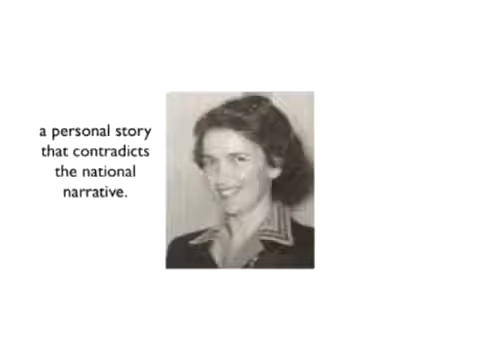 a personal story
that contradicts
the national
narrative.